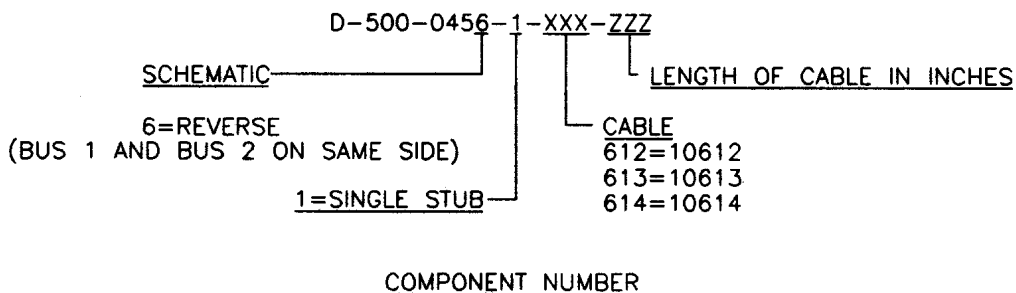 D-500-0456-1-XXX-ZZZ
SCHEMATIC
LENGTH OF CABLE IN INCHES
6=REVERSE
(BUS 1 AND BUS 2 ON SAME SIDE)
CABLE
612=10612
613=10613
614=10614
1=SINGLE STUB
COMPONENT NUMBER